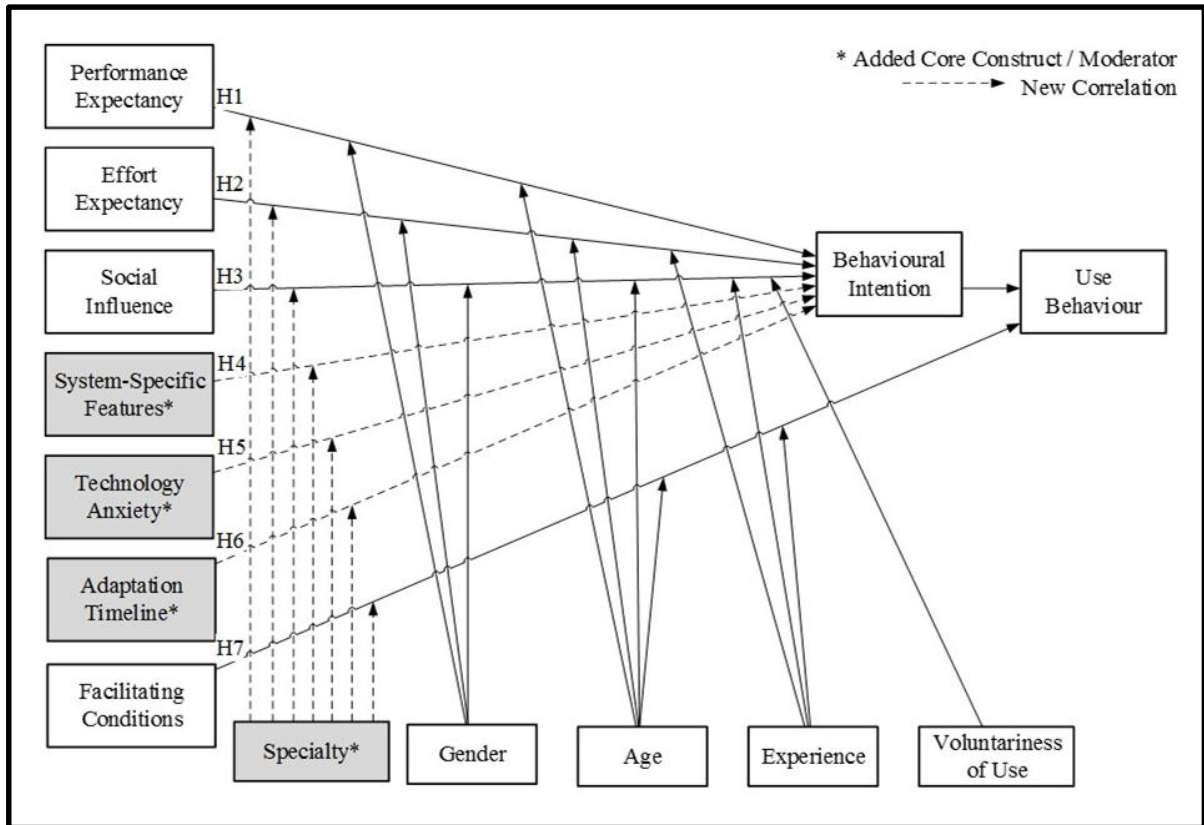 Performance
Expectancy
H1
* Added Core Construct / Moderator
New Correlation
Effort
Expectancy
H2
Social
Influence
H3
Behavioural
Intention
Use
Behaviour
System-Specific
Features*
H4
Technology
Anxiety*
H5
Adaptation
Timeline*
H6
Facilitating
Conditions
H7
Specialty*
Gender
Age
Experience
Voluntariness
of Use